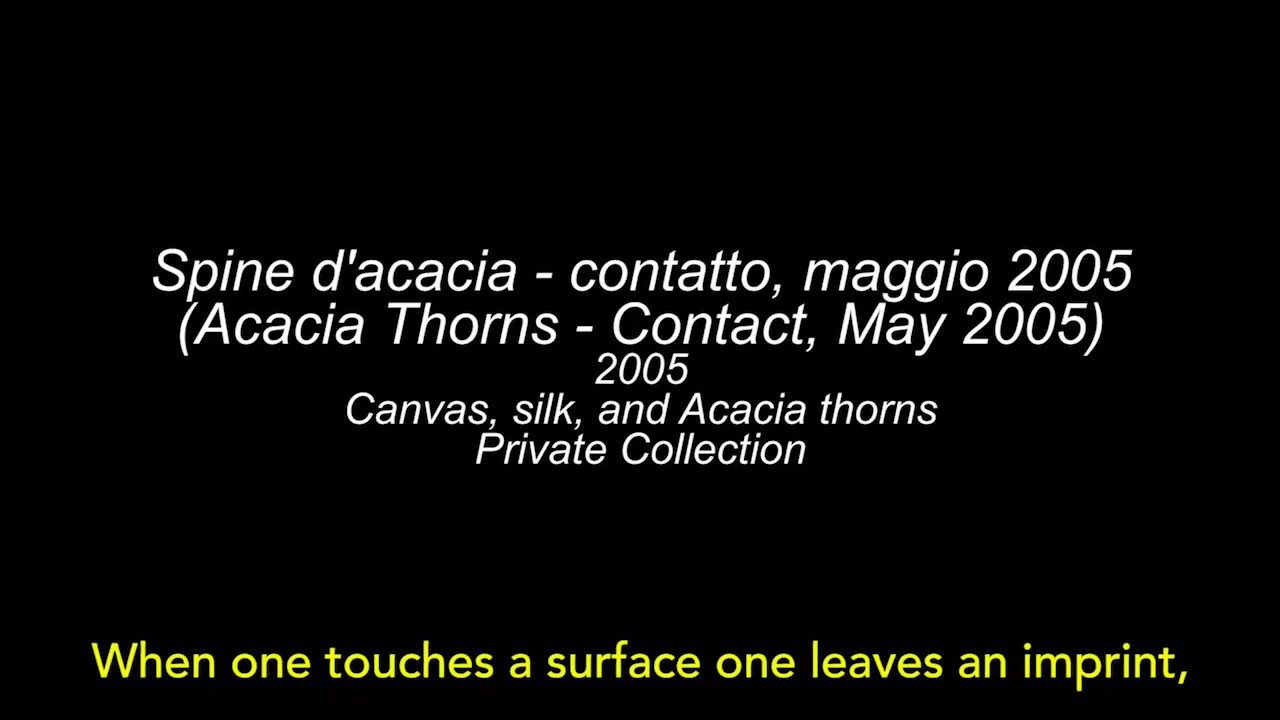 Spine d'acacia - contatto, maggio 2005
(Acacia Thorns - Contact, May 2005)
2005
Canvas, silk, and Acacia thorns
Private Collection
When one touches a surface one leaves an imprint,